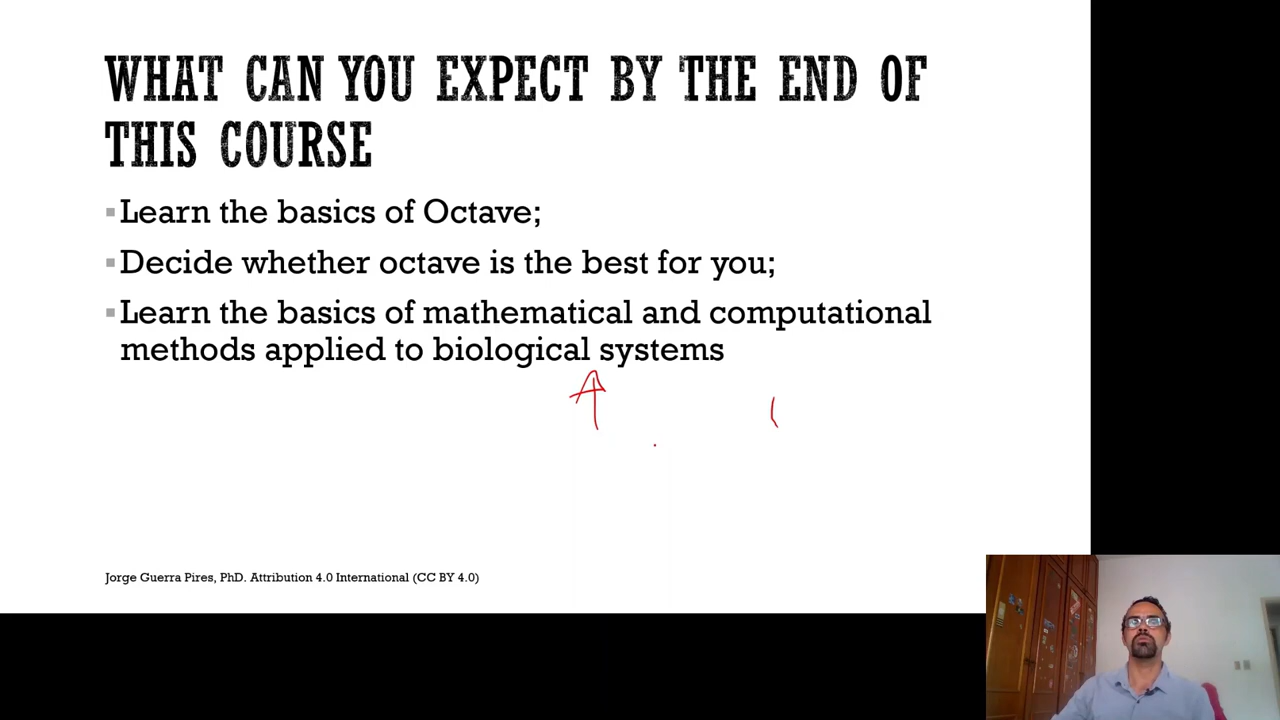 WHAT CAN YOU EXPECT BY THE END OF
THIS COURSE
▪Learn the basics of Octave;
▪Decide whether octave is the best for you;
▪Learn the basics of mathematical and computational
methods applied to biological systems
Jorge Guerra Pires, PhD. Attribution 4.0 International (CC BY 4.0)